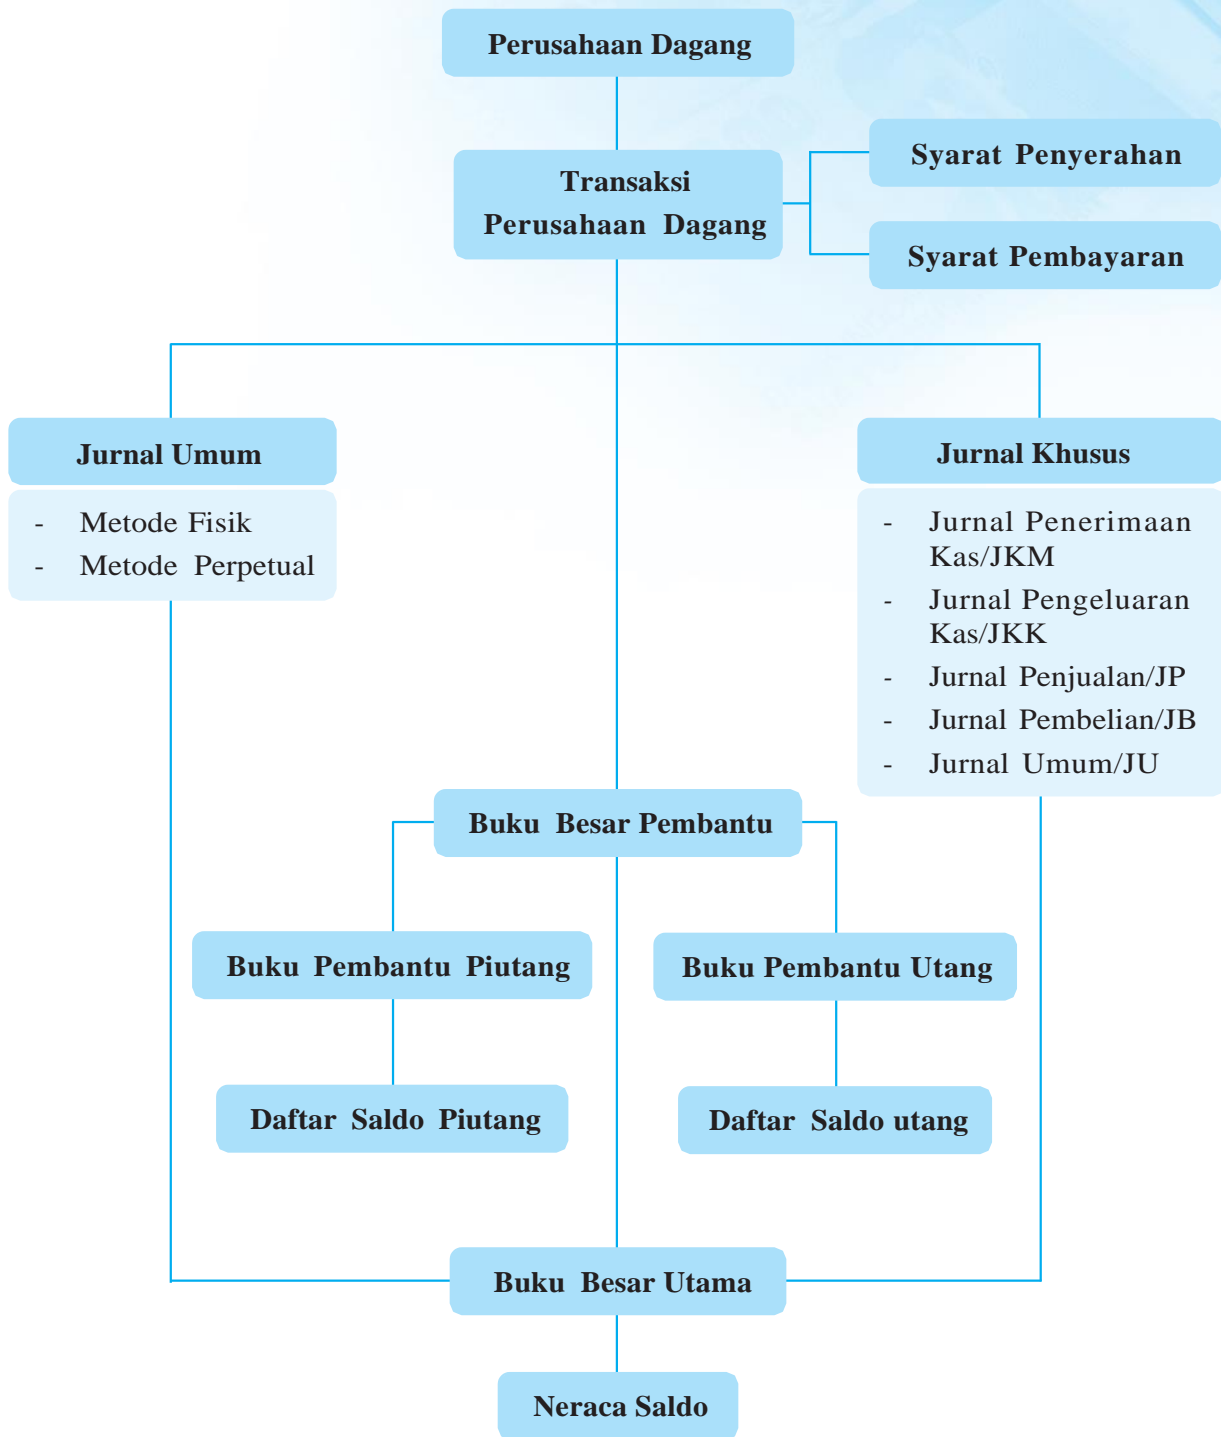 Perusahaan Dagang
Transaksi
Perusahaan Dagang
Syarat Penyerahan
Syarat Pembayaran
Jurnal Umum
- Metode Fisik
- Metode Perpetual
Jurnal Khusus
- Jurnal Penerimaan
Kas/JKM
- Jurnal Pengeluaran
Kas/JKK
- Jurnal Penjualan/JP
- Jurnal Pembelian/JB
- Jurnal Umum/JU
Buku Besar Pembantu
Buku Pembantu Piutang
Buku Pembantu Utang
Daftar Saldo Piutang
Daftar Saldo utang
Buku Besar Utama
Neraca Saldo